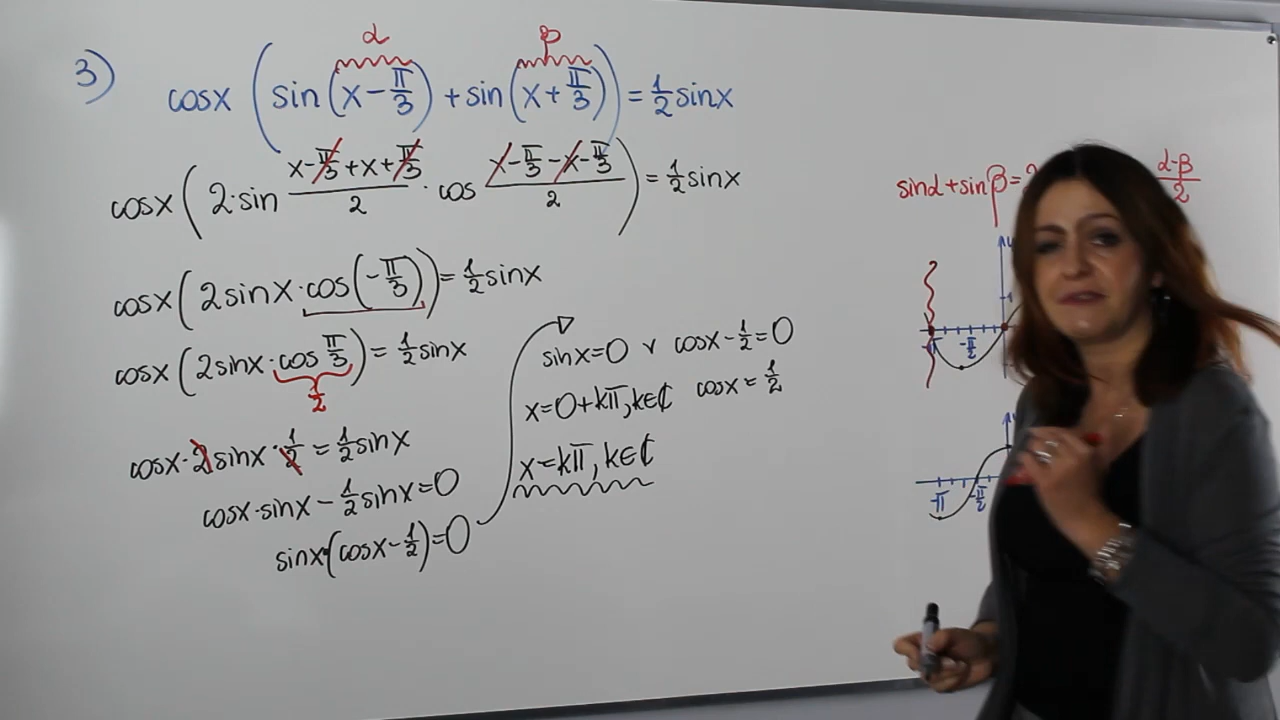 3) cosx (sin(x-π/3) + sin(x+π/3)) = 1/2 sinx
α β
cosx (2·sin (x-π/3+x+π/3)/2 · cos (x-π/3-x-π/3)/2) = 1/2 sinx
cosx (2sinx·cos(-π/3)) = 1/2 sinx
cosx (2sinx·cos π/3) = 1/2 sinx
1/2
cosx·2sinx·1/2 = 1/2 sinx
cosx·sinx - 1/2 sinx = 0
sinx·(cosx - 1/2) = 0
sinx=0 v cosx - 1/2 = 0
x=0+kπ, k∈ℂ cosx = 1/2
x=kπ, k∈ℂ
sinα+sinβ= α-β/2
1
-π -π/2
-π -π/2